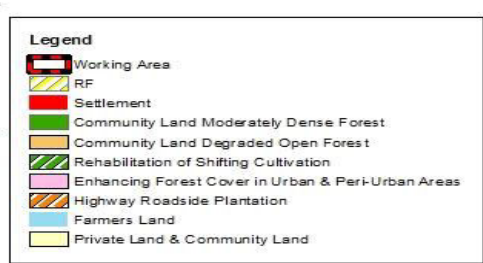 Legend
Working Area
RF
Settlement
Community Land Moderately Dense Forest
Community Land Degraded Open Forest
Rehabilitation of Shifting Cultivation
Enhancing Forest Cover in Urban & Peri-Urban Areas
Highway Roadside Plantation
Farmers Land
Private Land & Community Land